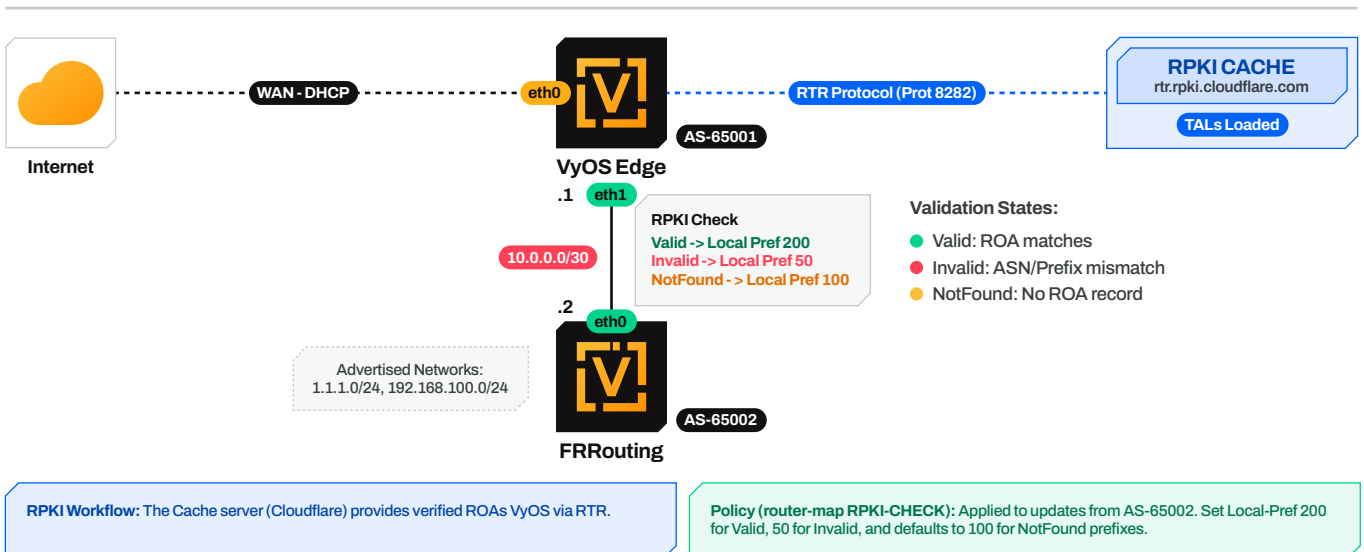 Internet
WAN - DHCP
eth0
VyOS Edge
AS-65001
RTR Protocol (Prot 8282)
RPKI CACHE
rtr.rpki.cloudflare.com
TALs Loaded
.1
eth1
10.0.0.0/30
.2
eth0
RPKI Check
Valid -> Local Pref 200
Invalid -> Local Pref 50
NotFound - > Local Pref 100
Validation States:
Valid: ROA matches
Invalid: ASN/Prefix mismatch
NotFound: No ROA record
Advertised Networks:
1.1.1.0/24, 192.168.100.0/24
AS-65002
FRRouting
RPKI Workflow: The Cache server (Cloudflare) provides verified ROAs VyOS via RTR.
Policy (router-map RPKI-CHECK): Applied to updates from AS-65002. Set Local-Pref 200
for Valid, 50 for Invalid, and defaults to 100 for NotFound prefixes.